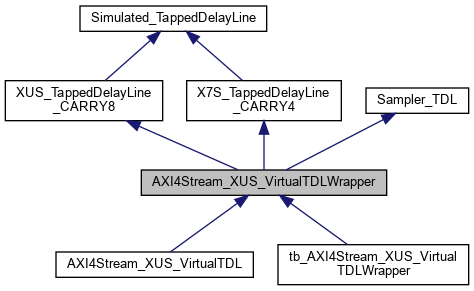 Simulated_TappedDelayLine
XUS_TappedDelayLine
_CARRY8
X7S_TappedDelayLine
_CARRY4
Sampler_TDL
AXI4Stream_XUS_VirtualTDLWrapper
AXI4Stream_XUS_VirtualTDL
tb_AXI4Stream_XUS_Virtual
TDLWrapper